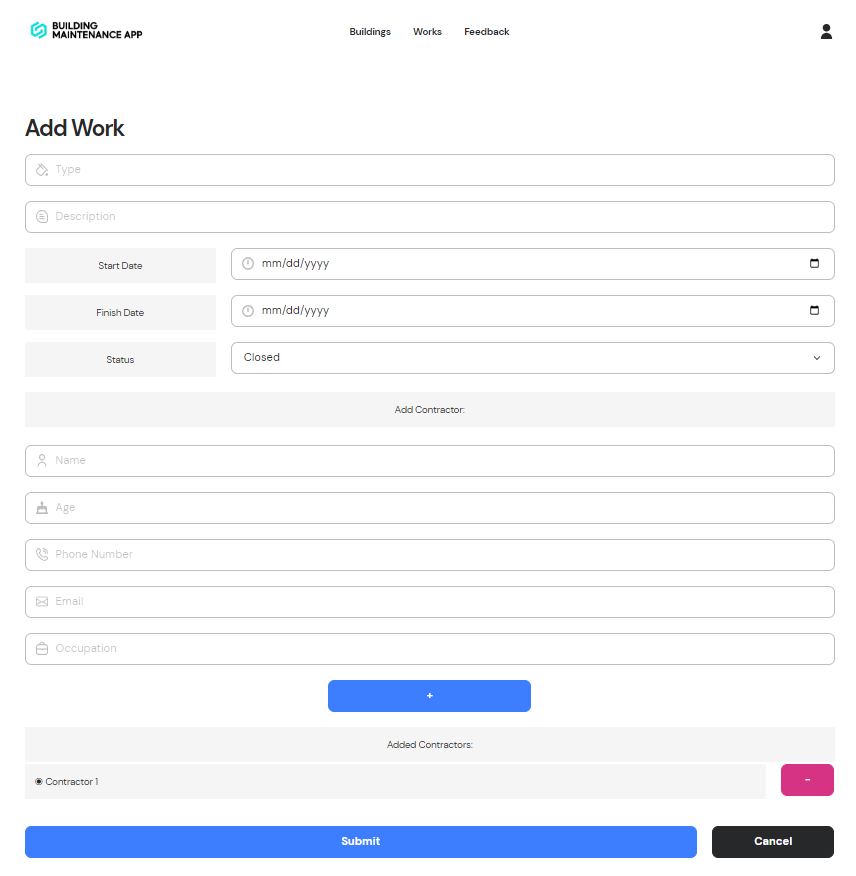 BUILDING
MAINTENANCE APP
Buildings Works Feedback
Add Work
Type
Description
Start Date mm/dd/yyyy
Finish Date mm/dd/yyyy
Status Closed
Add Contractor:
Name
Age
Phone Number
Email
Occupation
+
Added Contractors:
Contractor 1 -
Submit Cancel